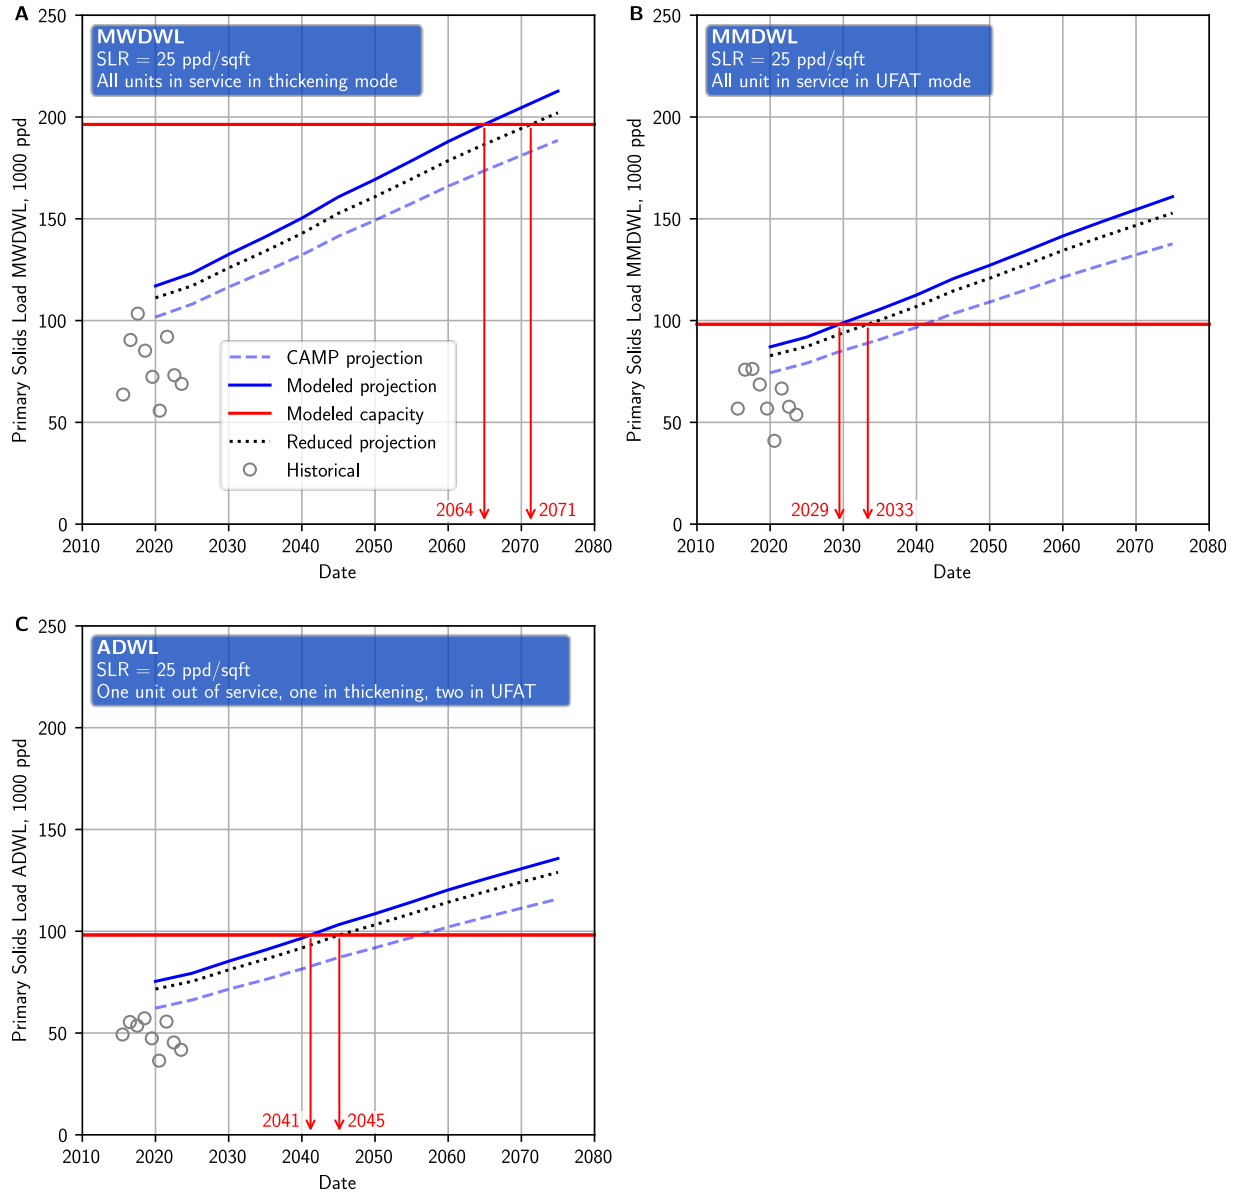 A
MWDWL
SLR = 25 ppd/sqft
All units in service in thickening mode
Primary Solids Load MWDWL, 1000 ppd
250
200
150
100
50
0
CAMP projection
Modeled projection
Modeled capacity
Reduced projection
Historical
2064
2071
2010
2020
2030
2040
2050
2060
2070
2080
Date
B
MMDWL
SLR = 25 ppd/sqft
All unit in service in UFAT mode
Primary Solids Load MMDWL, 1000 ppd
250
200
150
100
50
0
2029
2033
2010
2020
2030
2040
2050
2060
2070
2080
Date
C
ADWL
SLR = 25 ppd/sqft
One unit out of service, one in thickening, two in UFAT
Primary Solids Load ADWL, 1000 ppd
250
200
150
100
50
0
2041
2045
2010
2020
2030
2040
2050
2060
2070
2080
Date